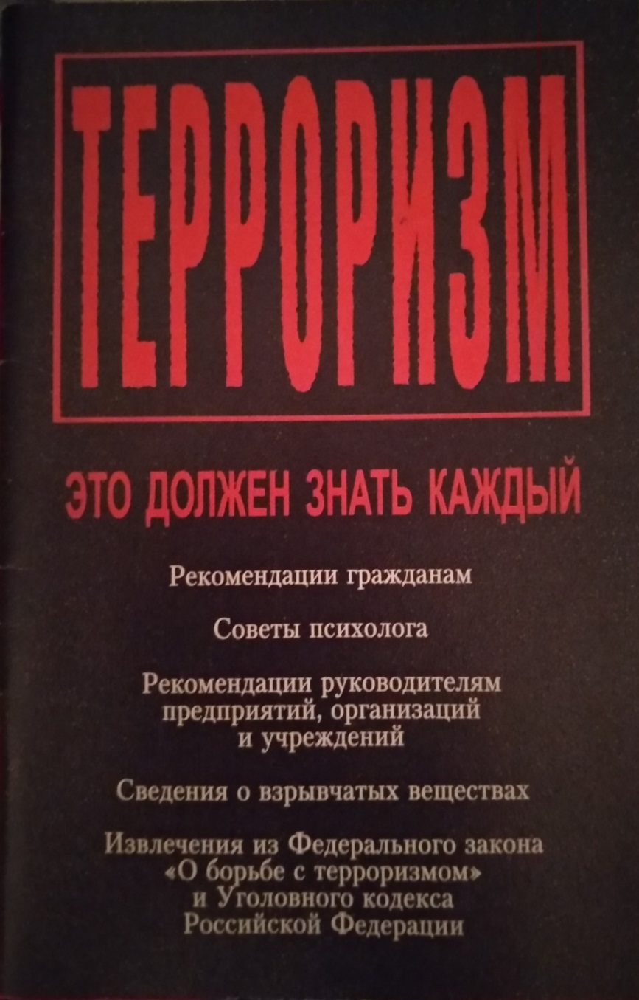 ТЕРРОРИЗМ
ЭТО ДОЛЖЕН ЗНАТЬ КАЖДЫЙ
Рекомендации гражданам
Советы психолога
Рекомендации руководителям
предприятий, организаций
и учреждений
Сведения о взрывчатых веществах
Извлечения из Федерального закона
«О борьбе с терроризмом»
и Уголовного кодекса
Российской Федерации